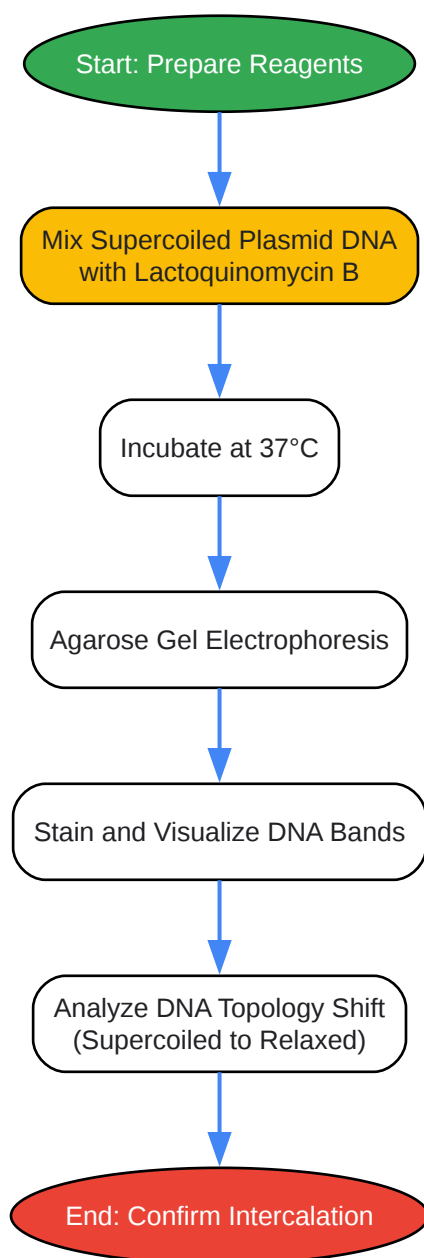 Start: Prepare Reagents
Mix Supercoiled Plasmid DNA
with Lactoquinomycin B
Incubate at 37°C
Agarose Gel Electrophoresis
Stain and Visualize DNA Bands
Analyze DNA Topology Shift
(Supercoiled to Relaxed)
End: Confirm Intercalation